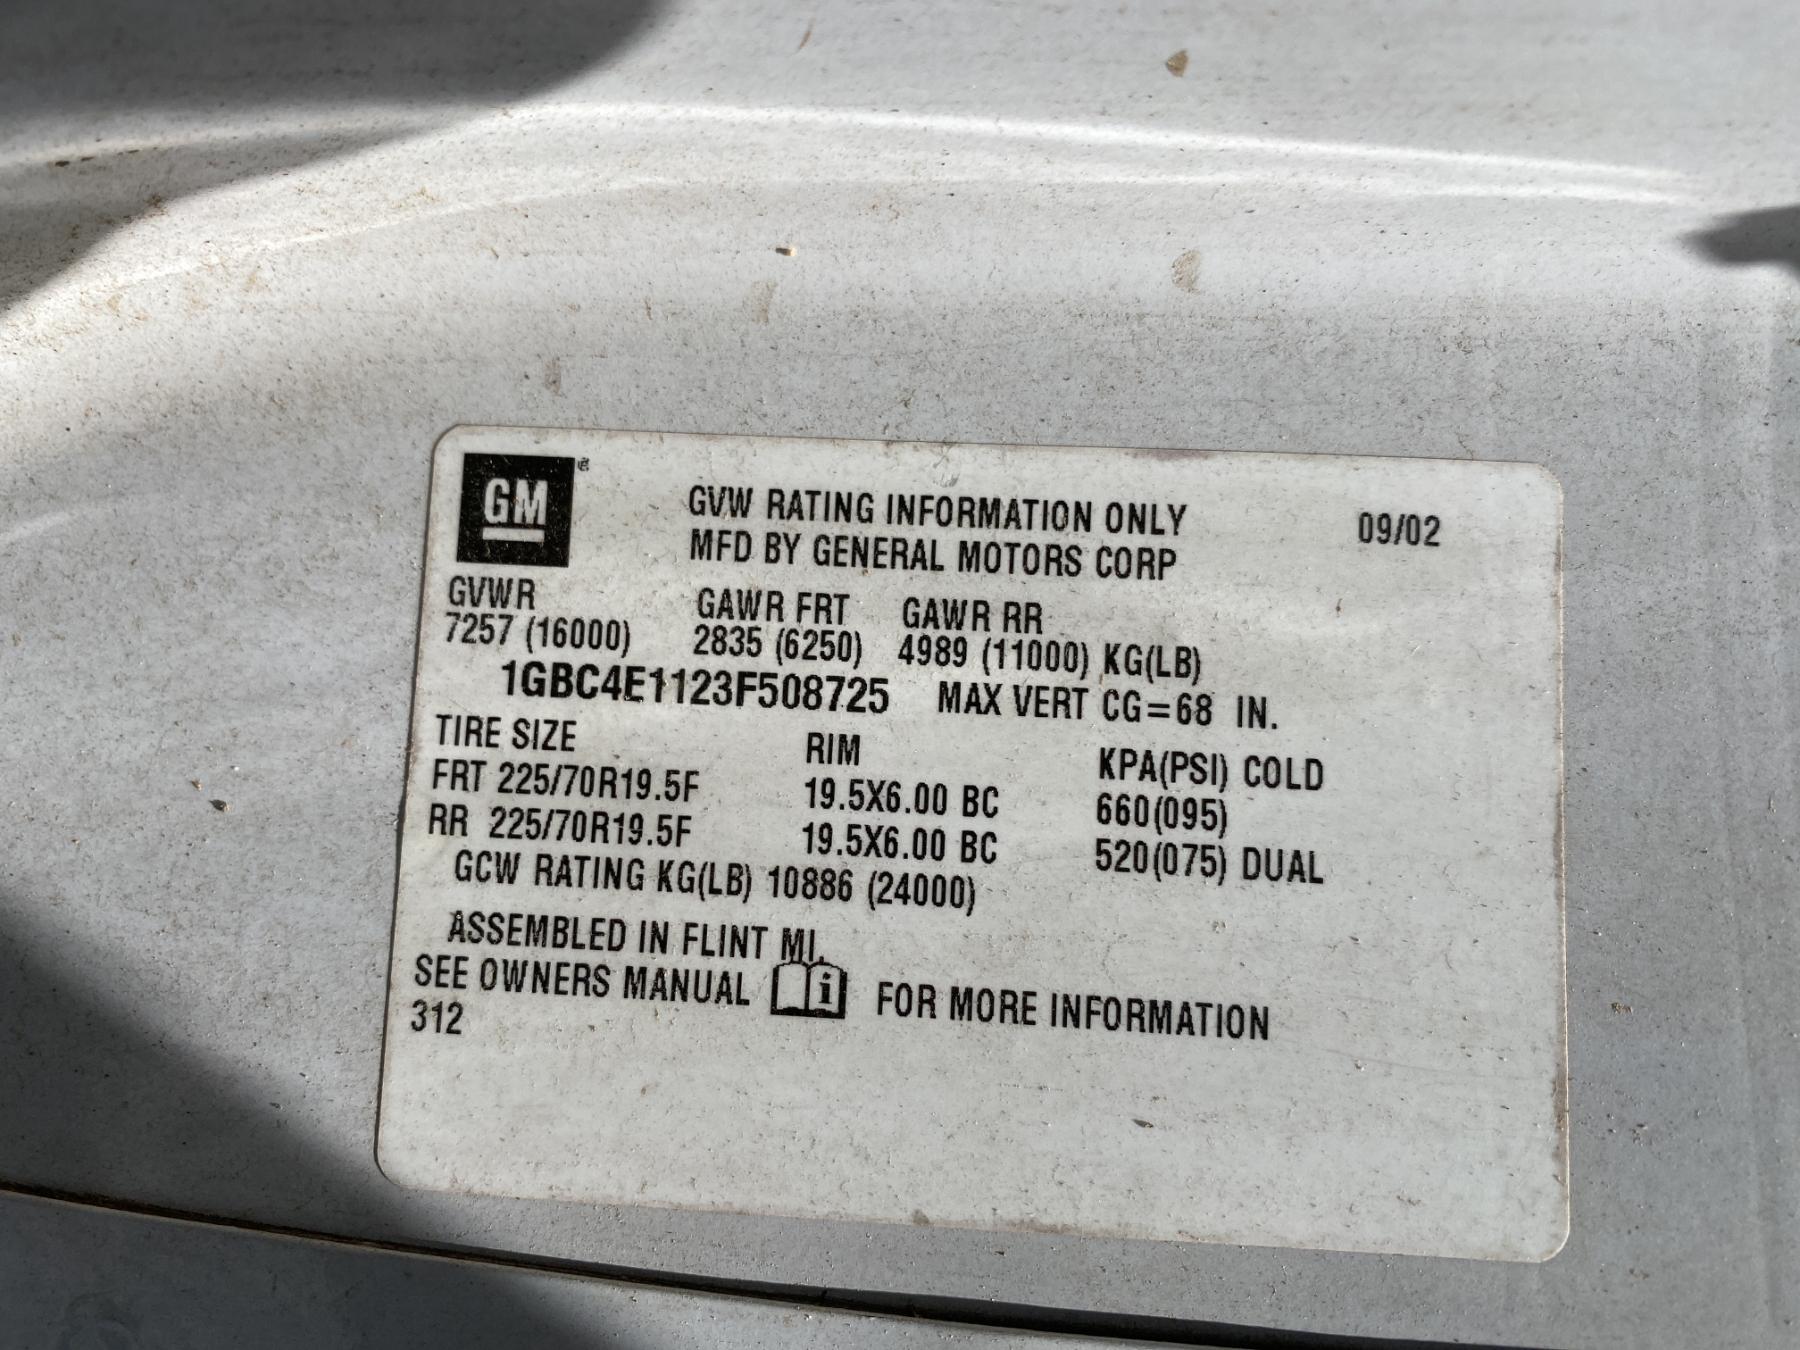 GM
GVW RATING INFORMATION ONLY 09/02
MFD BY GENERAL MOTORS CORP
GVWR GAWR FRT GAWR RR
7257 (16000) 2835 (6250) 4989 (11000) KG(LB)
1GBC4E1123F508725 MAX VERT CG=68 IN.
TIRE SIZE RIM KPA(PSI) COLD
FRT 225/70R19.5F 19.5X6.00 BC 660(095)
RR 225/70R19.5F 19.5X6.00 BC 520(075) DUAL
GCW RATING KG(LB) 10886 (24000)
ASSEMBLED IN FLINT MI.
SEE OWNERS MANUAL i FOR MORE INFORMATION
312